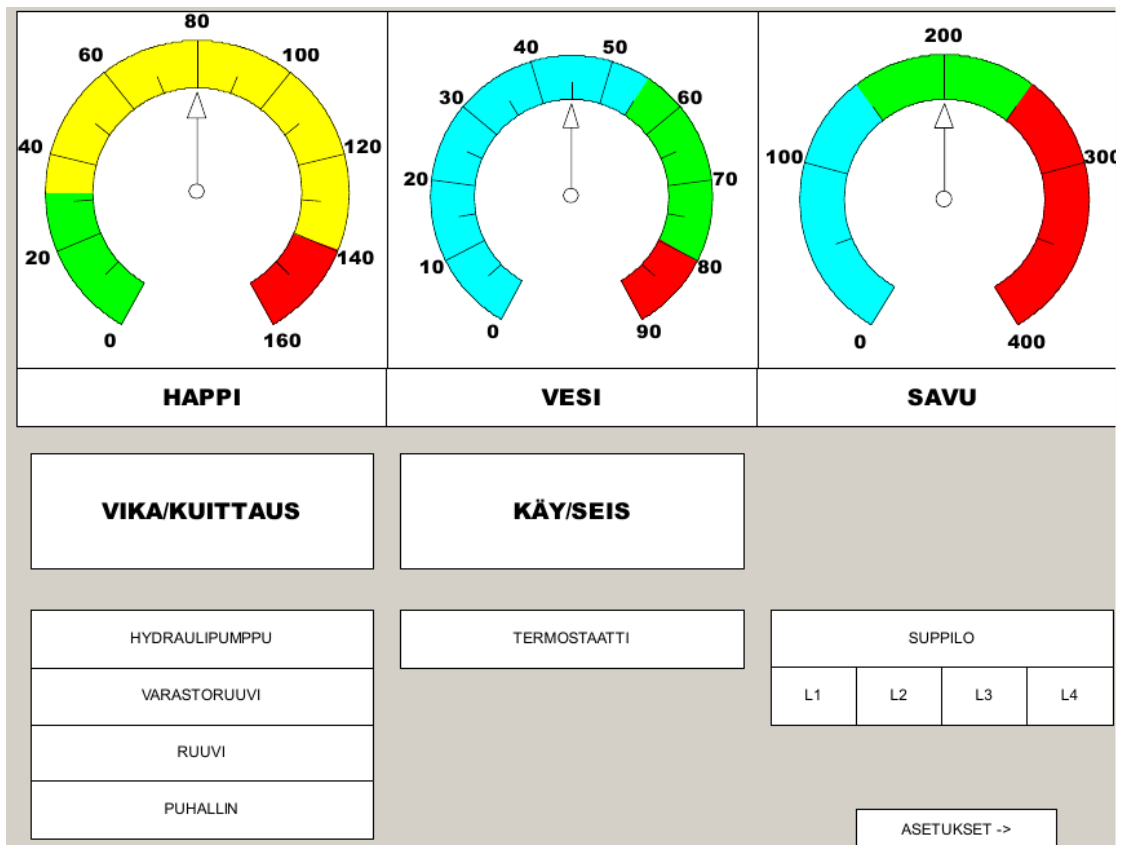 80
60
100
40
120
20
140
0
160
40
50
30
60
20
70
10
80
0
90
200
100
300
0
400
HAPPI
VESI
SAVU
VIKA/KUITTAUS
KÄY/SEIS
HYDRAULIPUMPPU
TERMOSTAATTI
SUPPILO
VARASTORUUVI
L1
L2
L3
L4
RUUVI
PUHALLIN
ASETUKSET ->